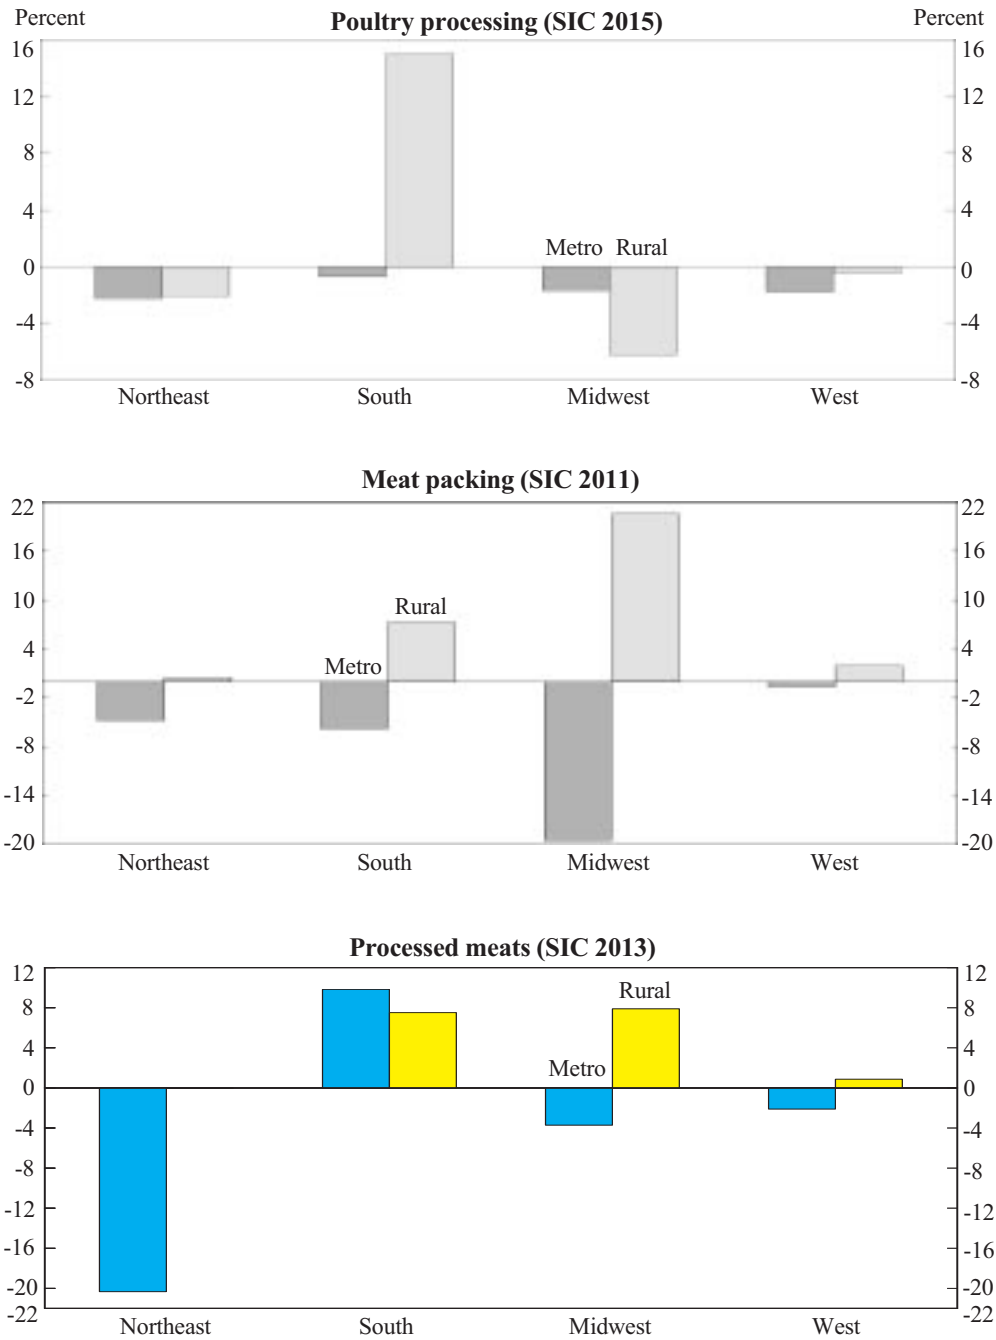 Percent Poultry processing (SIC 2015) Percent
16 16
12 12
8 8
4 4
Metro Rural
0 0
-4 -4
-8 -8
Northeast South Midwest West
Meat packing (SIC 2011)
22 22
16 16
10 Rural 10
4 Metro 4
-2 -2
-8 -8
-14 -14
-20 -20
Northeast South Midwest West
Processed meats (SIC 2013)
12 12
Rural
8 8
4 4
Metro
0 0
-4 -4
-8 -8
-12 -12
-16 -16
-20 -20
-22 -22
Northeast South Midwest West